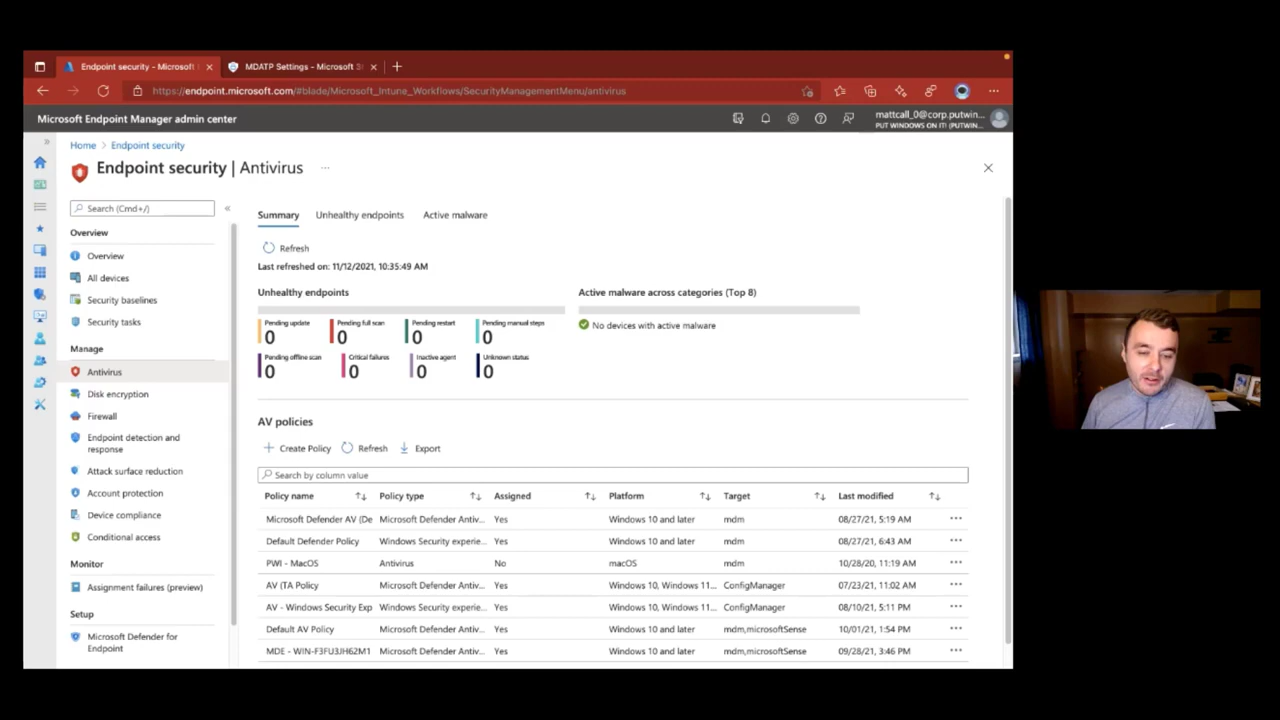 Endpoint security - Microsoft
MDATP Settings - Microsoft 3
https://endpoint.microsoft.com/#blade/Microsoft_Intune_Workflows/SecurityManagementMenu/antivirus
Microsoft Endpoint Manager admin center
mattcall_0@corp.putwin...
PUT WINDOWS ON IT! (PUTWIN...
Home > Endpoint security
Endpoint security | Antivirus ...
Search (Cmd+/)
Overview
Overview
All devices
Security baselines
Security tasks
Manage
Antivirus
Disk encryption
Firewall
Endpoint detection and
response
Attack surface reduction
Account protection
Device compliance
Conditional access
Monitor
Assignment failures (preview)
Setup
Microsoft Defender for
Endpoint
Summary Unhealthy endpoints Active malware
Refresh
Last refreshed on: 11/12/2021, 10:35:49 AM
Unhealthy endpoints
Pending update Pending full scan Pending restart Pending manual steps
0 0 0 0
Pending offline scan Critical failures Inactive agent Unknown status
0 0 0 0
Active malware across categories (Top 8)
No devices with active malware
AV policies
Create Policy Refresh Export
Search by column value
Policy name Policy type Assigned Platform Target Last modified
Microsoft Defender AV (De Microsoft Defender Antiv... Yes Windows 10 and later mdm 08/27/21, 5:19 AM ...
Default Defender Policy Windows Security experie... Yes Windows 10 and later mdm 08/27/21, 6:43 AM ...
PWI - MacOS Antivirus No macOS mdm 10/28/20, 11:19 AM ...
AV (TA Policy Microsoft Defender Antiv... Yes Windows 10, Windows 11... ConfigManager 07/23/21, 11:02 AM ...
AV - Windows Security Exp Windows Security experie... Yes Windows 10, Windows 11... ConfigManager 08/10/21, 5:11 PM ...
Default AV Policy Microsoft Defender Antiv... Yes Windows 10 and later mdm,microsoftSense 10/01/21, 1:54 PM ...
MDE - WIN-F3FU3JH62M1 Microsoft Defender Antiv... Yes Windows 10 and later mdm,microsoftSense 09/28/21, 3:46 PM ...